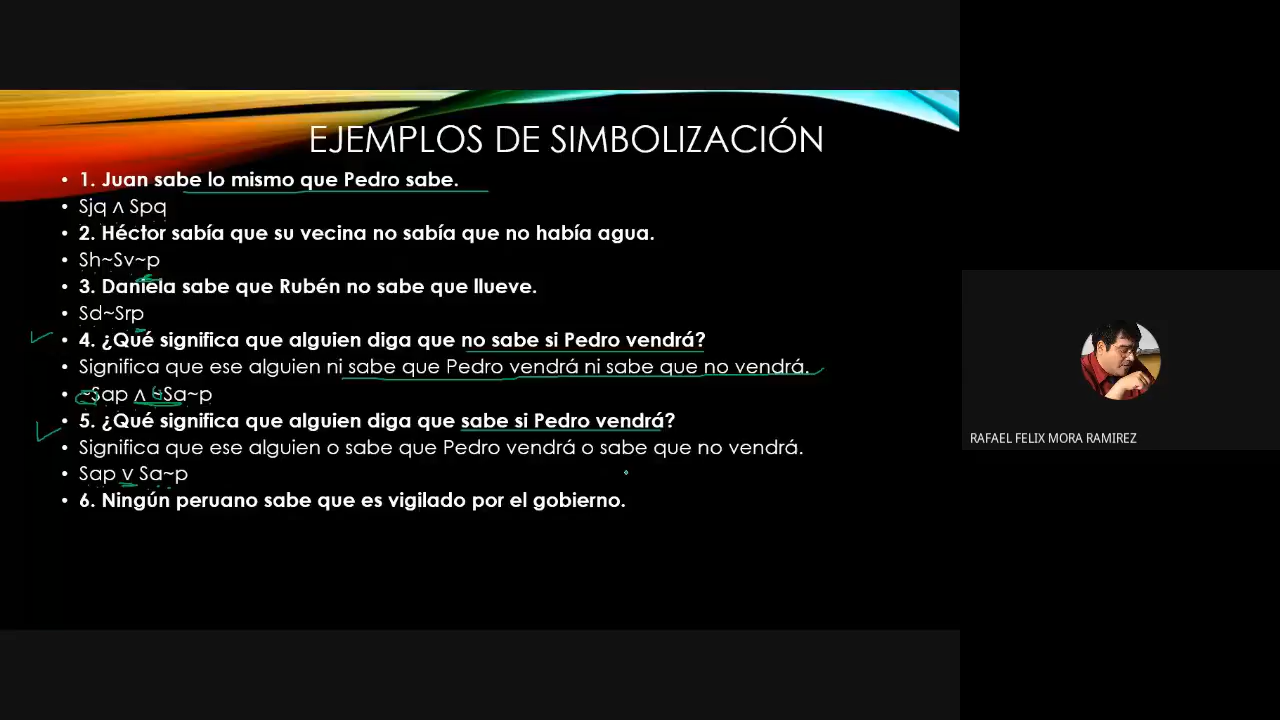 EJEMPLOS DE SIMBOLIZACIÓN
• 1. Juan sabe lo mismo que Pedro sabe.
• Sjq ∧ Spq
• 2. Héctor sabía que su vecina no sabía que no había agua.
• Sh~Sv~p
• 3. Daniela sabe que Rubén no sabe que llueve.
• Sd~Srp
• 4. ¿Qué significa que alguien diga que no sabe si Pedro vendrá?
• Significa que ese alguien ni sabe que Pedro vendrá ni sabe que no vendrá.
• ~Sap ∧ ~Sa~p
• 5. ¿Qué significa que alguien diga que sabe si Pedro vendrá?
• Significa que ese alguien o sabe que Pedro vendrá o sabe que no vendrá.
• Sap v Sa~p
• 6. Ningún peruano sabe que es vigilado por el gobierno.
RAFAEL FELIX MORA RAMIREZ